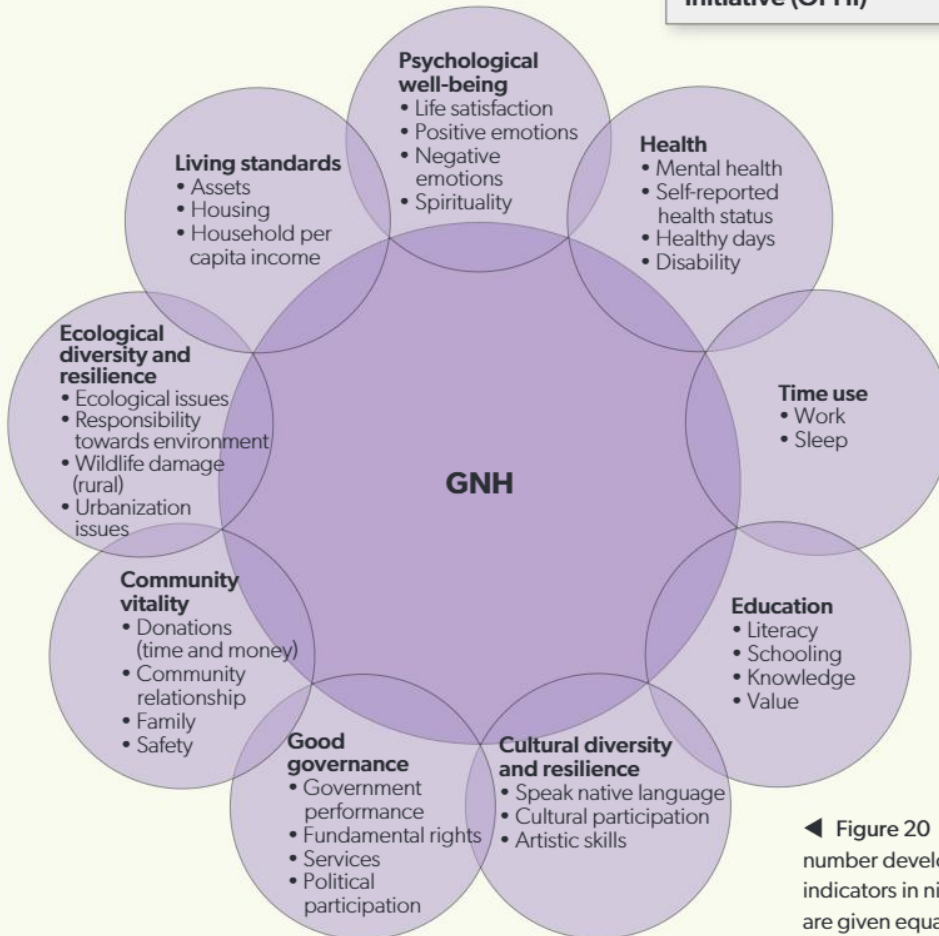 Initiative (OPHI)
Psychological
well-being
• Life satisfaction
• Positive emotions
• Negative
emotions
• Spirituality
Health
• Mental health
• Self-reported
health status
• Healthy days
• Disability
Time use
• Work
• Sleep
Education
• Literacy
• Schooling
• Knowledge
• Value
Cultural diversity
and resilience
• Speak native language
• Cultural participation
• Artistic skills
Good
governance
• Government
performance
• Fundamental rights
• Services
• Political
participation
Community
vitality
• Donations
(time and money)
• Community
relationship
• Family
• Safety
Ecological
diversity and
resilience
• Ecological issues
• Responsibility
towards environment
• Wildlife damage
(rural)
• Urbanization
issues
Living standards
• Assets
• Housing
• Household per
capita income
GNH
◀ Figure 20
number develo
indicators in ni
are given equa